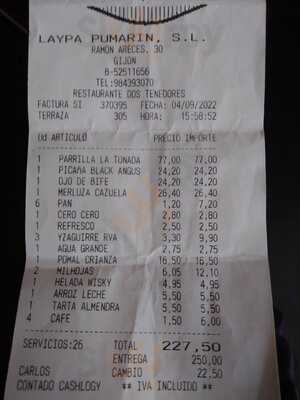 LAYPA PUMARIN, S.L.
RAMON ARECES, 30
GIJON
B-52511656
TEL:984393070
RESTAURANTE DOS TENEDORES
FACTURA SI 370395 FECHA: 04/09/2022
TERRAZA 305 HORA: 15:58:52
Ud ARTICULO PRECIO IMPORTE
1 PARRILLA LA TONADA 77,00 77,00
1 PICAÑA BLACK ANGUS 24,20 24,20
1 OJO DE BIFE 24,20 24,20
1 MERLUZA CAZUELA 26,40 26,40
6 PAN 1,20 7,20
1 CERO CERO 2,80 2,80
1 REFRESCO 2,50 2,50
3 YZAGUIRRE RVA 3,30 9,90
1 AGUA GRANDE 2,75 2,75
1 POMAL CRIANZA 16,50 16,50
2 MILHOJAS 6,05 12,10
1 HELADA WISKY 4,95 4,95
1 ARROZ LECHE 5,50 5,50
1 TARTA ALMENDRA 5,50 5,50
4 CAFE 1,50 6,00
SERVICIOS:26 TOTAL 227,50
ENTREGA 250,00
CARLOS CAMBIO 22,50
CONTADO CASHLOGY ** IVA INCLUIDO **